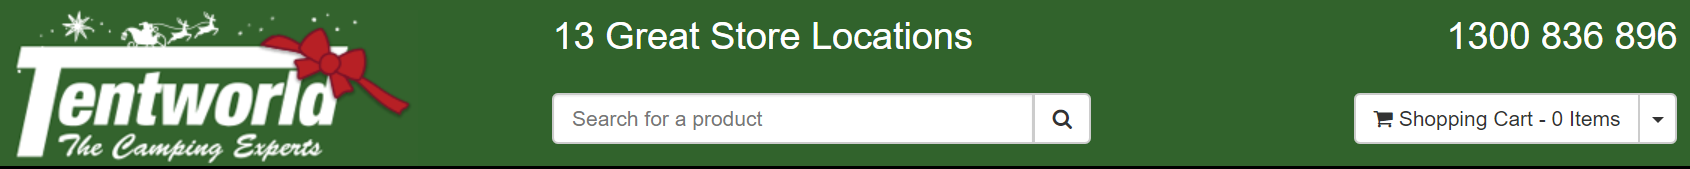 Tentworld
The Camping Experts
13 Great Store Locations
Search for a product
1300 836 896
Shopping Cart - 0 Items